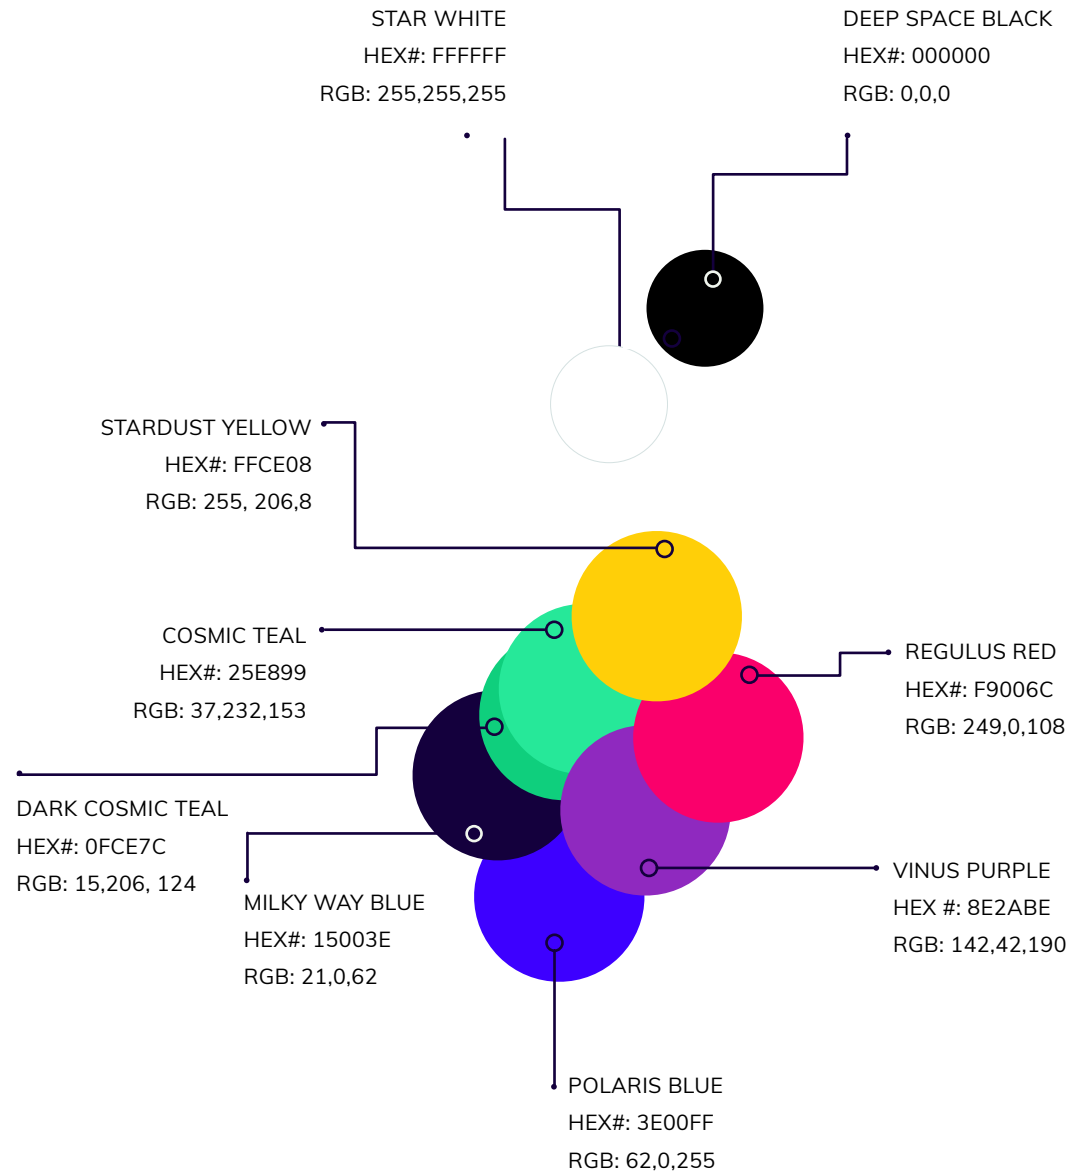 STAR WHITE
HEX#: FFFFFF
RGB: 255,255,255
DEEP SPACE BLACK
HEX#: 000000
RGB: 0,0,0
STARDUST YELLOW
HEX#: FFCE08
RGB: 255, 206,8
COSMIC TEAL
HEX#: 25E899
RGB: 37,232,153
REGULUS RED
HEX#: F9006C
RGB: 249,0,108
DARK COSMIC TEAL
HEX#: 0FCE7C
RGB: 15,206, 124
MILKY WAY BLUE
HEX#: 15003E
RGB: 21,0,62
VINUS PURPLE
HEX #: 8E2ABE
RGB: 142,42,190
POLARIS BLUE
HEX#: 3E00FF
RGB: 62,0,255